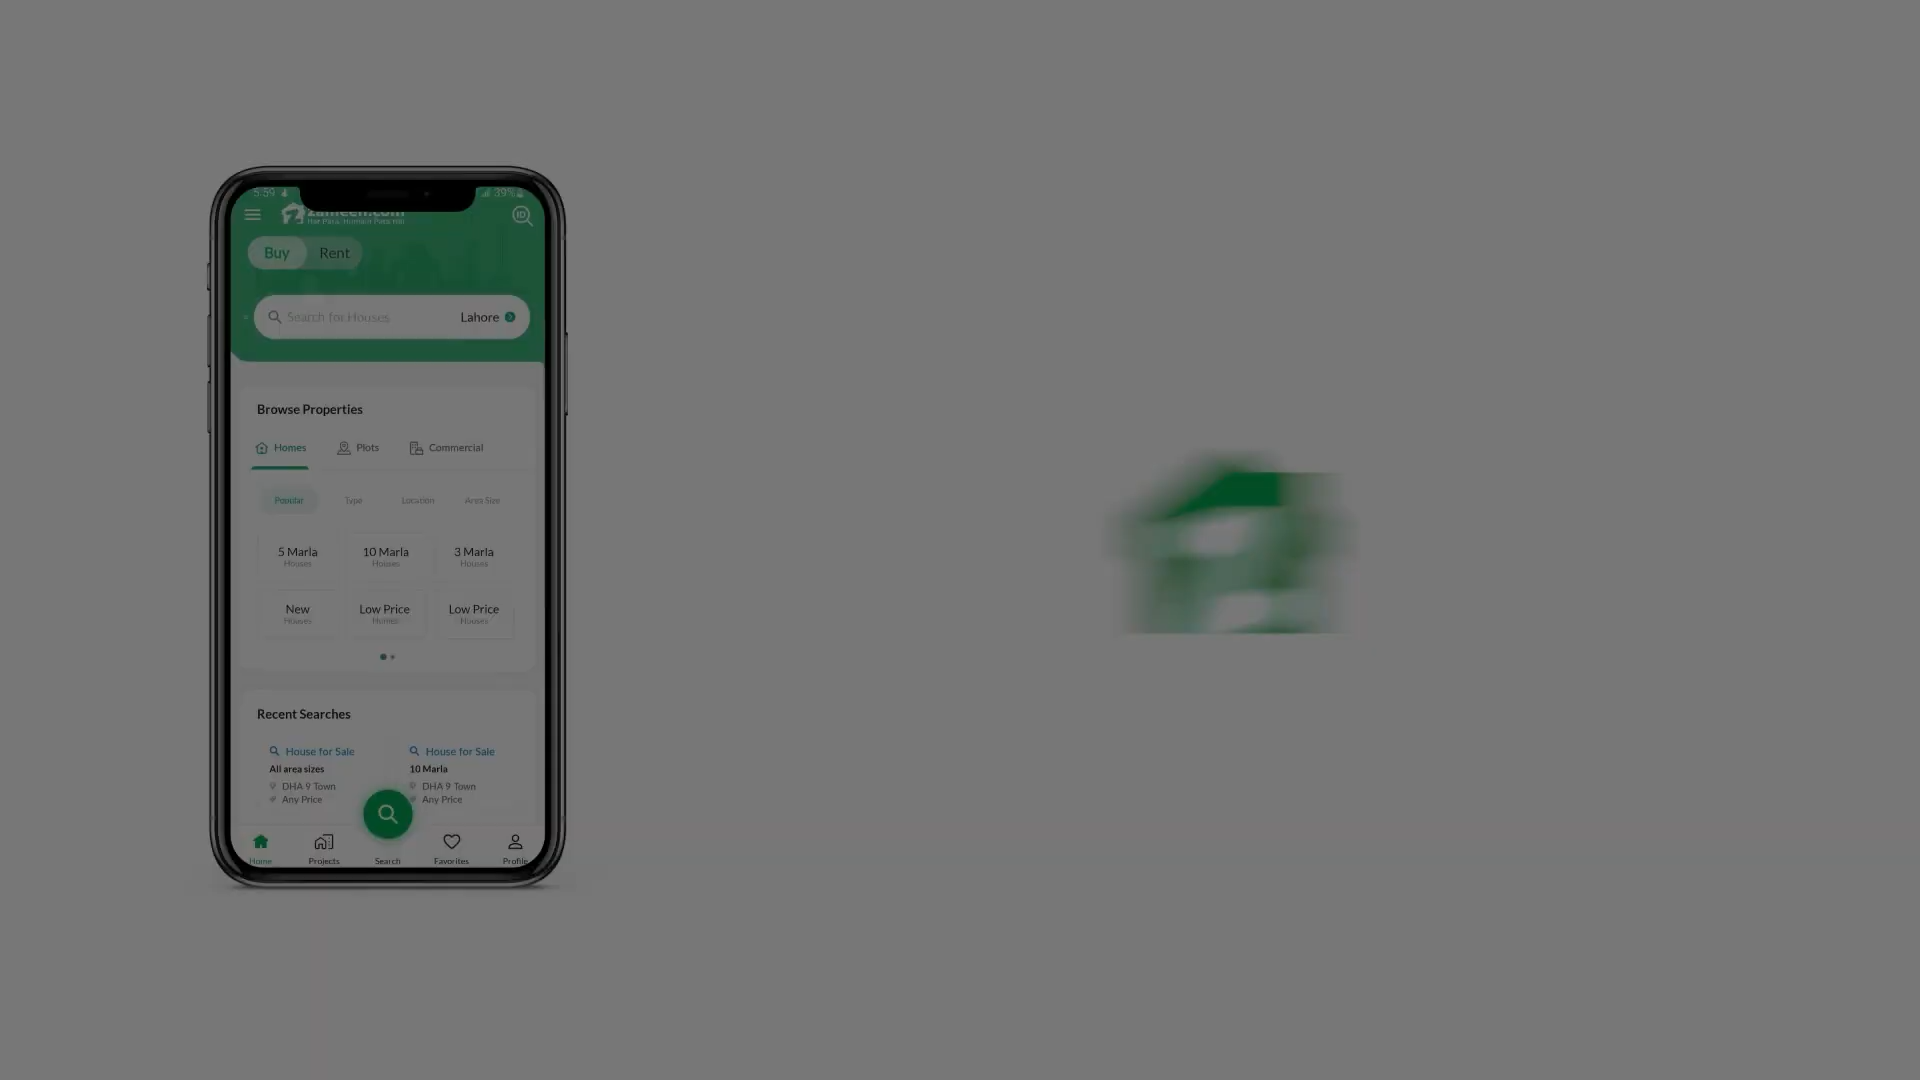 5:59
39%
zameen.com
Buy
Rent
Search for Houses
Lahore
Browse Properties
Homes
Plots
Commercial
Popular
Type
Location
Area Size
5 Marla
Houses
10 Marla
Houses
3 Marla
Houses
New
Houses
Low Price
Homes
Low Price
Houses
Recent Searches
House for Sale
All area sizes
DHA 9 Town
Any Price
House for Sale
10 Marla
DHA 9 Town
Any Price
Home
Projects
Search
Favorites
Profile